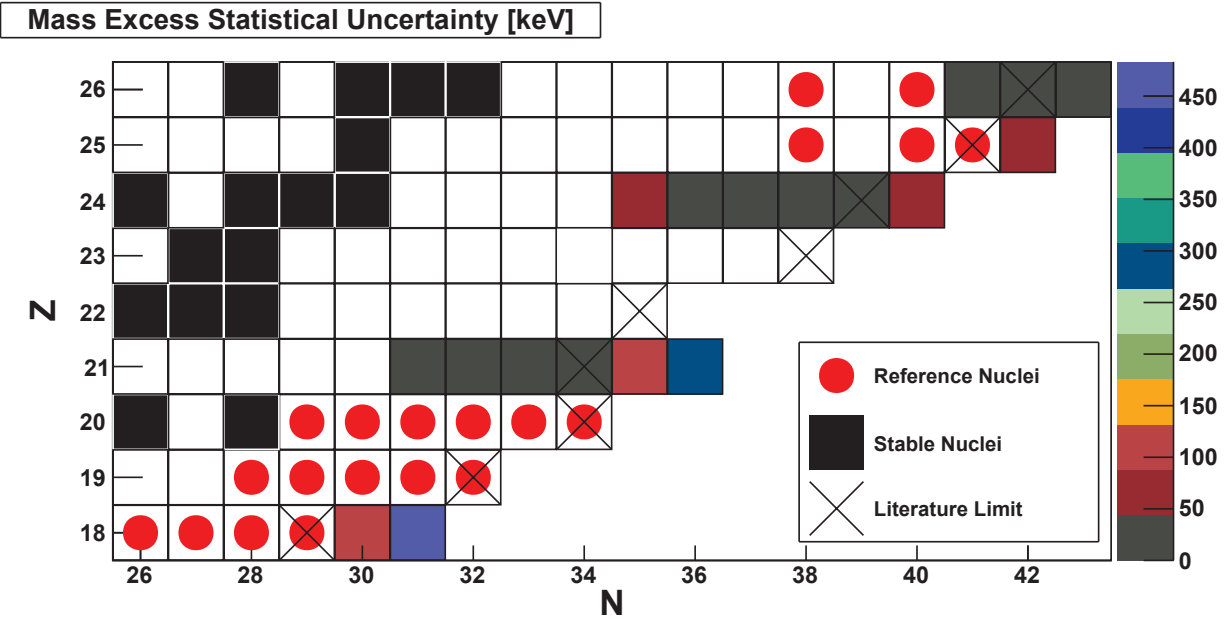 Mass Excess Statistical Uncertainty [keV]
26
25
24
23
22
21
20
19
18
Z
26 28 30 32 34 36 38 40 42
N
Reference Nuclei
Stable Nuclei
Literature Limit
450
400
350
300
250
200
150
100
50
0